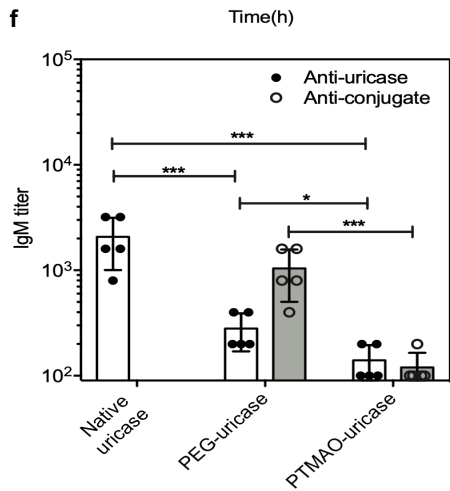 Time(h)
f
10^5
Anti-uricase
Anti-conjugate
***
10^4
***
*
***
IgM titer
10^3
10^2
Native
uricase
PEG-uricase
PTMAO-uricase